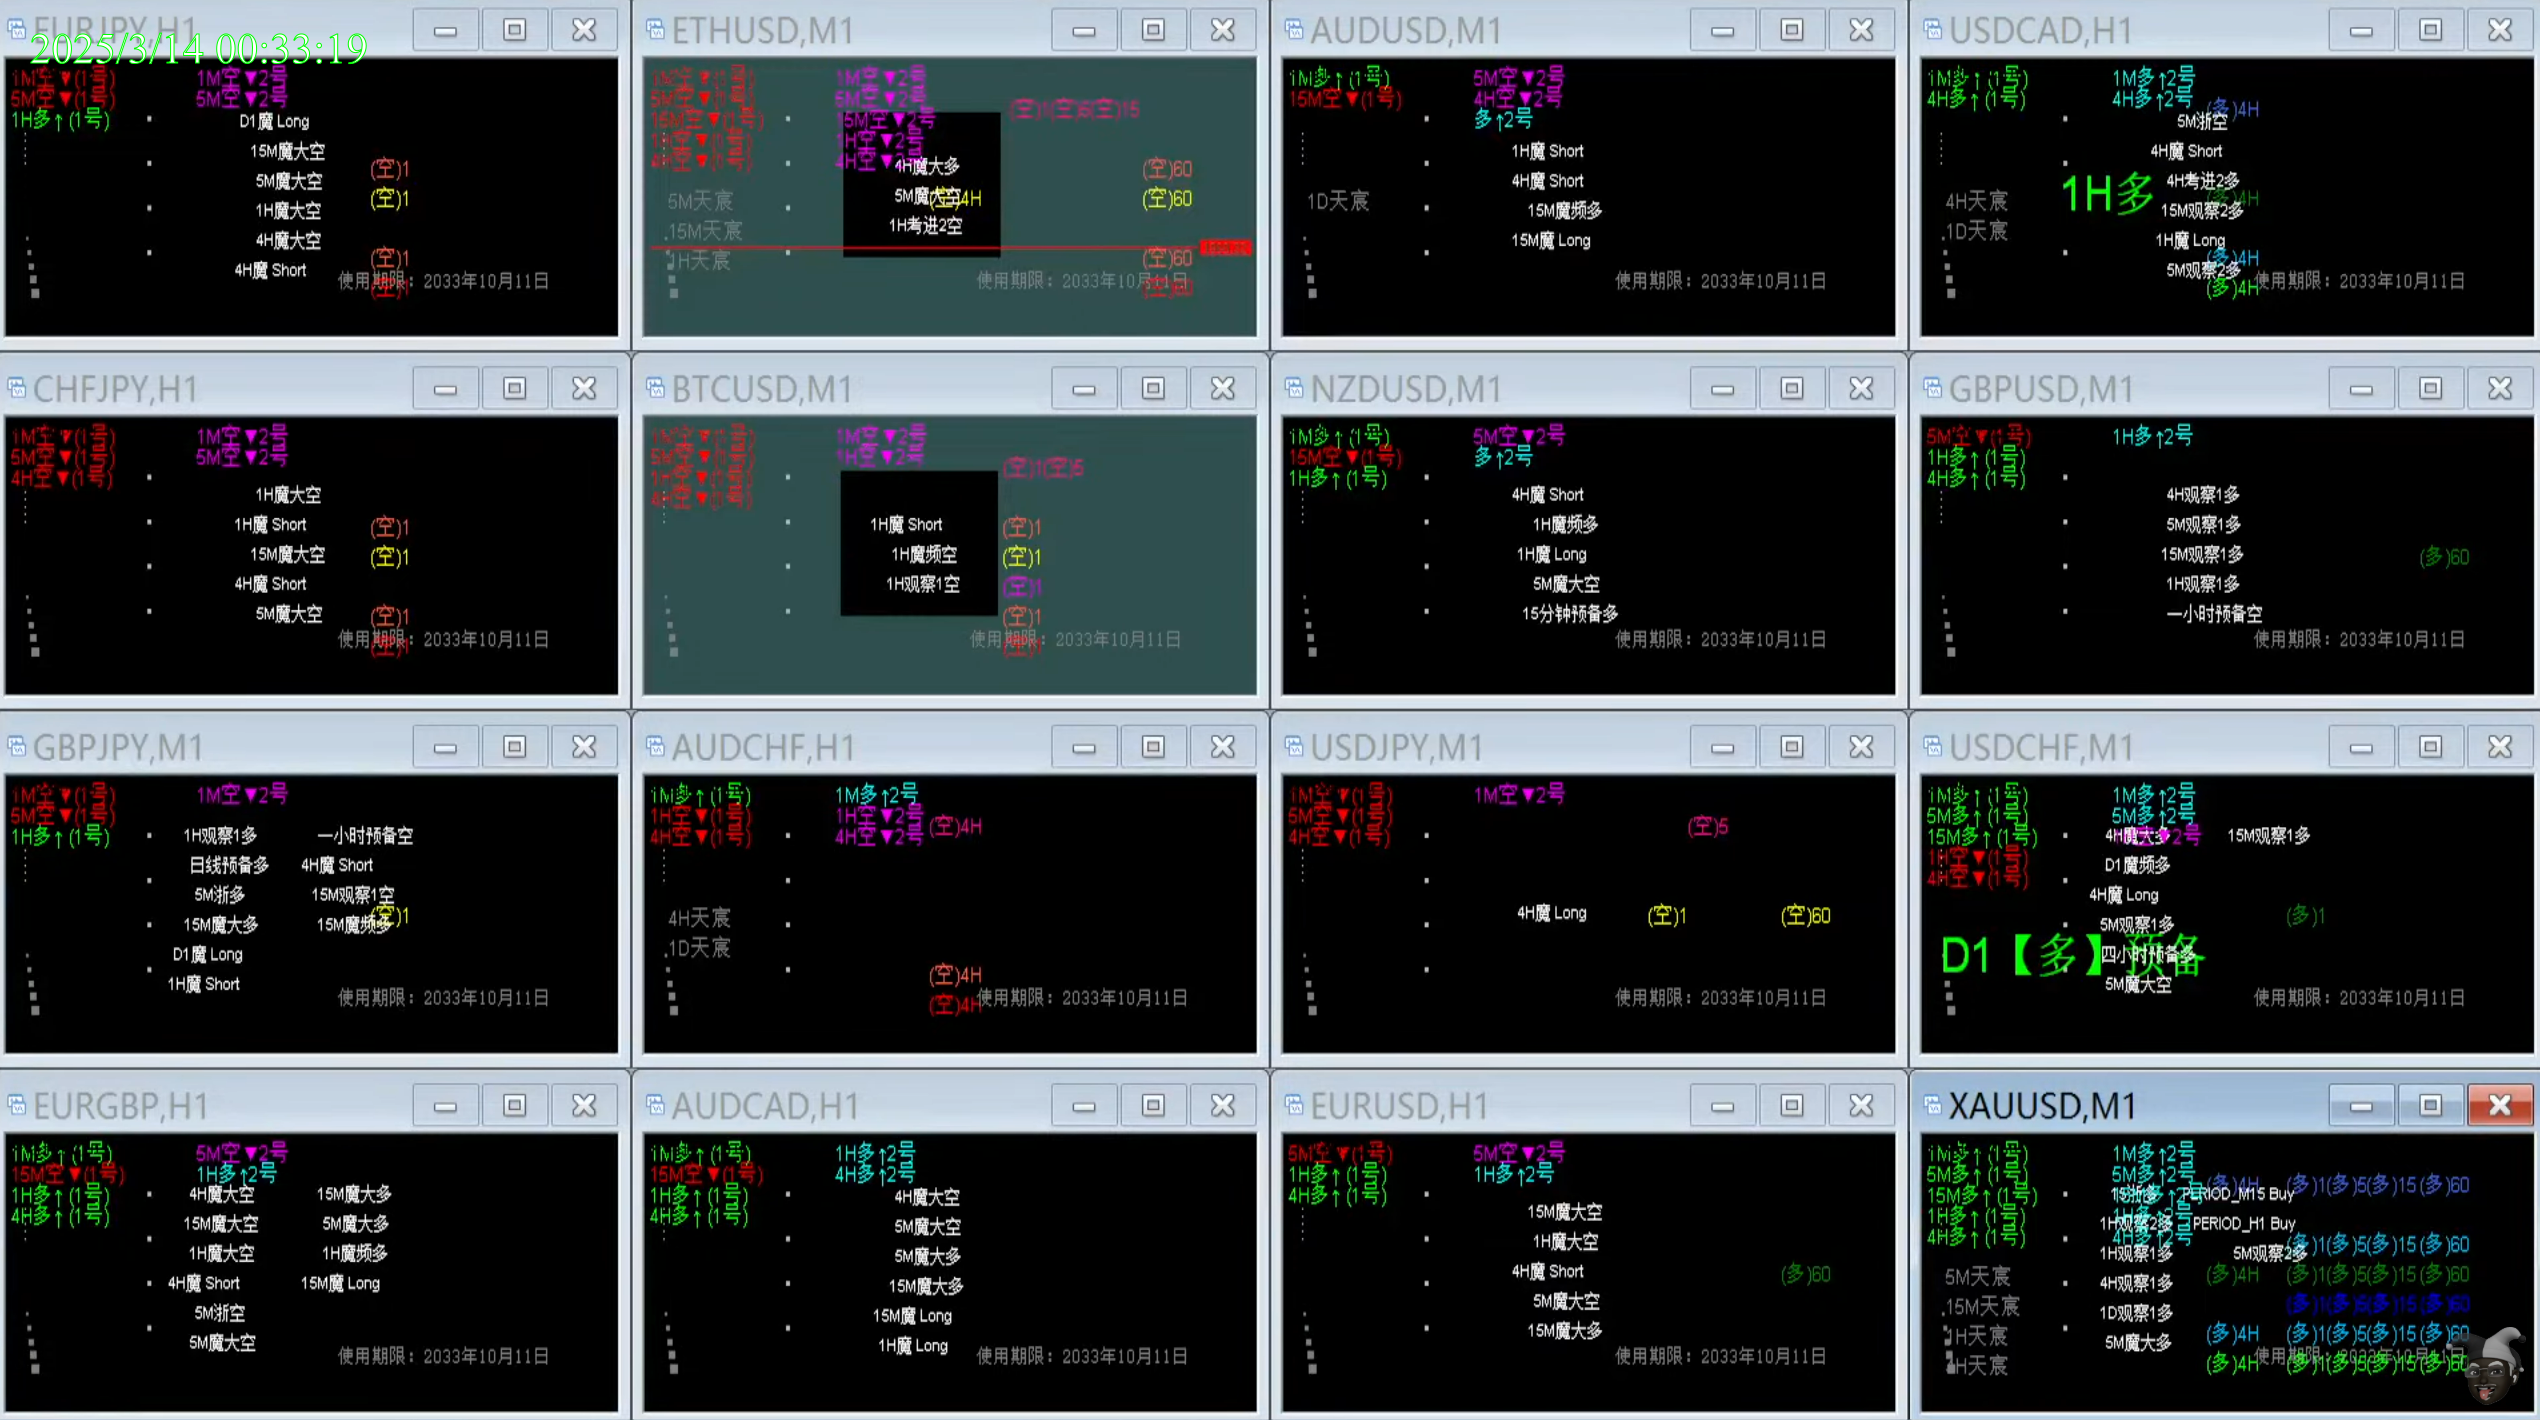 EURJPY,H1
2025/3/14 00:33:19
1M空▼(1号) 1M空▼2号
5M空▼(1号) 5M空▼2号
1H多↑(1号)
D1魔 Long
15M魔大空
(空)1
5M魔大空
(空)1
1H魔大空
4H魔大空
(空)1
4H魔 Short
使用期限：2033年10月11日
ETHUSD,M1
1M空▼(1号) 1M空▼2号
5M空▼(1号) 5M空▼2号
(空)1(空)5(空)15
15M空▼(1号) 15M空▼2号
1H空▼(1号) 1H空▼2号
4H空▼(1号) 4H空▼2号
4H魔大多
(空)60
5M天宸
5M魔大空
(空)4H
(空)60
1H考进2空
.15M天宸
1H天宸
(空)60
使用期限：2033年10月11日
AUDUSD,M1
1M多↑(1号) 5M空▼2号
15M空▼(1号) 4H空▼2号
多↑2号
1H魔 Short
4H魔 Short
1D天宸
15M魔频多
15M魔 Long
使用期限：2033年10月11日
USDCAD,H1
1M多↑(1号) 1M多↑2号
4H多↑(1号) 4H多↑2号
(多)4H
5M浙空
4H魔 Short
4H考进2多
1H多
4H天宸
(多)4H
15M观察2多
.1D天宸
1H魔 Long
(多)4H
5M观察2多
(多)4H
使用期限：2033年10月11日
CHFJPY,H1
1M空▼(1号) 1M空▼2号
5M空▼(1号) 5M空▼2号
4H空▼(1号)
1H魔大空
1H魔 Short
(空)1
15M魔大空
(空)1
4H魔 Short
5M魔大空
(空)1
(空)1
使用期限：2033年10月11日
BTCUSD,M1
1M空▼(1号) 1M空▼2号
5M空▼(1号) 1H空▼2号
(空)1(空)5
1H空▼(1号)
4H空▼(1号)
1H魔 Short
(空)1
1H魔频空
(空)1
1H观察1空
(空)1
(空)1
(空)1
使用期限：2033年10月11日
NZDUSD,M1
1M多↑(1号) 5M空▼2号
15M空▼(1号) 多↑2号
1H多↑(1号)
4H魔 Short
1H魔频多
1H魔 Long
5M魔大空
15分钟预备多
使用期限：2033年10月11日
GBPUSD,M1
5M空▼(1号) 1H多↑2号
1H多↑(1号)
4H多↑(1号)
4H观察1多
5M观察1多
15M观察1多
(多)60
1H观察1多
一小时预备空
使用期限：2033年10月11日
GBPJPY,M1
1M空▼(1号) 1M空▼2号
5M空▼(1号)
1H多↑(1号)
1H观察1多 一小时预备空
日线预备多 4H魔 Short
5M浙多 15M观察1空
15M魔大多 15M魔频多
(空)1
D1魔 Long
1H魔 Short
使用期限：2033年10月11日
AUDCHF,H1
1M多↑(1号) 1M多↑2号
1H空▼(1号) 1H空▼2号
4H空▼(1号) 4H空▼2号
(空)4H
4H天宸
.1D天宸
(空)4H
(空)4H
使用期限：2033年10月11日
USDJPY,M1
1M空▼(1号) 1M空▼2号
5M空▼(1号)
4H空▼(1号)
(空)5
4H魔 Long
(空)1
(空)60
使用期限：2033年10月11日
USDCHF,M1
1M多↑(1号) 1M多↑2号
5M多↑(1号) 5M多↑2号
15M多↑(1号)
4H魔大多
15M观察1多
1H空▼(1号)
D1魔频多
4H空▼(1号)
4H魔 Long
5M观察1多
(多)1
D1【多】预备
四小时预备多
5M魔大空
使用期限：2033年10月11日
EURGBP,H1
1M多↑(1号) 5M空▼2号
15M空▼(1号) 1H多↑2号
1H多↑(1号)
4H多↑(1号)
4H魔大空 15M魔大多
15M魔大空 5M魔大多
1H魔大空 1H魔频多
4H魔 Short 15M魔 Long
5M浙空
5M魔大空
使用期限：2033年10月11日
AUDCAD,H1
1M多↑(1号) 1H多↑2号
15M空▼(1号) 4H多↑2号
1H多↑(1号)
4H多↑(1号)
4H魔大空
5M魔大空
5M魔大多
15M魔大多
15M魔 Long
1H魔 Long
使用期限：2033年10月11日
EURUSD,H1
5M空▼(1号) 5M空▼2号
1H多↑(1号) 1H多↑2号
4H多↑(1号)
15M魔大空
1H魔大空
4H魔 Short
(多)60
5M魔大空
15M魔大多
使用期限：2033年10月11日
XAUUSD,M1
1M多↑(1号) 1M多↑2号
5M多↑(1号) 5M多↑2号
(多)4H (多)1(多)5(多)15(多)60
15M多↑(1号)
PERIOD_M15 Buy
1H多↑(1号)
1H观察2多 PERIOD_H1 Buy
4H多↑(1号) 4H多↑2号
(多)1(多)5(多)15(多)60
1H观察1多 5M观察2多
5M天宸
(多)4H (多)1(多)5(多)15(多)60
4H观察1多
.15M天宸
(多)1(多)5(多)15(多)60
1D观察1多
1H天宸
(多)4H (多)1(多)5(多)15(多)60
5M魔大多
4H天宸
(多)4H (多)1(多)5(多)15(多)60